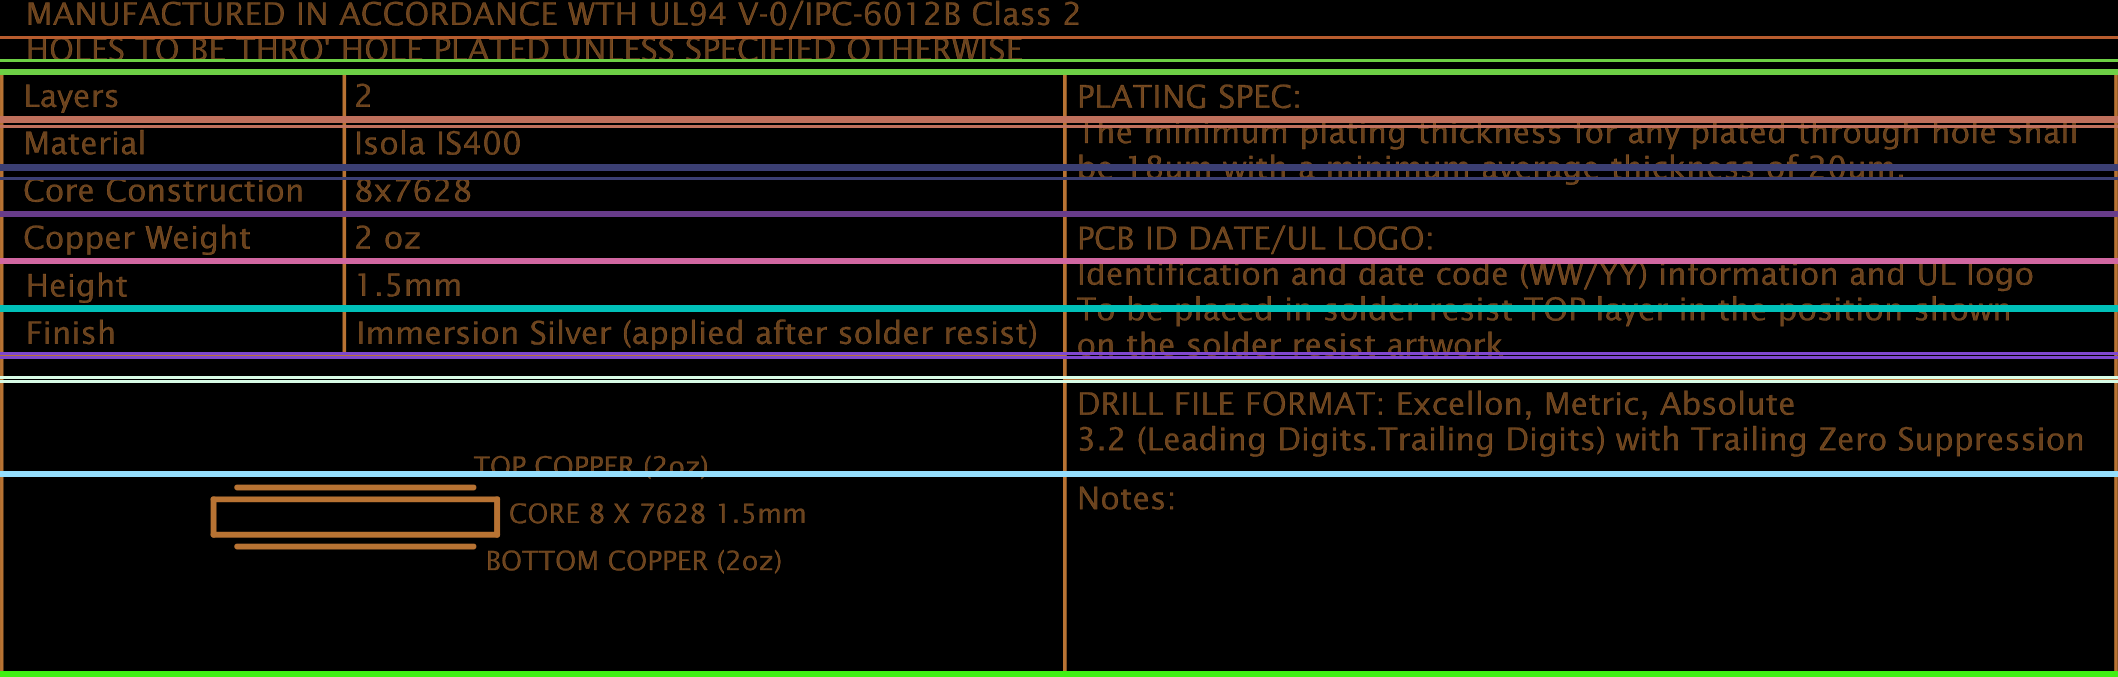 MANUFACTURED IN ACCORDANCE WTH UL94 V-0/IPC-6012B Class 2
HOLES TO BE THRO' HOLE PLATED UNLESS SPECIFIED OTHERWISE
Layers 2
Material Isola IS400
Core Construction 8x7628
Copper Weight 2 oz
Height 1.5mm
Finish Immersion Silver (applied after solder resist)
TOP COPPER (2oz)
CORE 8 X 7628 1.5mm
BOTTOM COPPER (2oz)
PLATING SPEC:
The minimum plating thickness for any plated through hole shall
be 18um with a minimum average thickness of 20um.
PCB ID DATE/UL LOGO:
Identification and date code (WW/YY) information and UL logo
To be placed in solder resist TOP layer in the position shown
on the solder resist artwork
DRILL FILE FORMAT: Excellon, Metric, Absolute
3.2 (Leading Digits.Trailing Digits) with Trailing Zero Suppression
Notes: